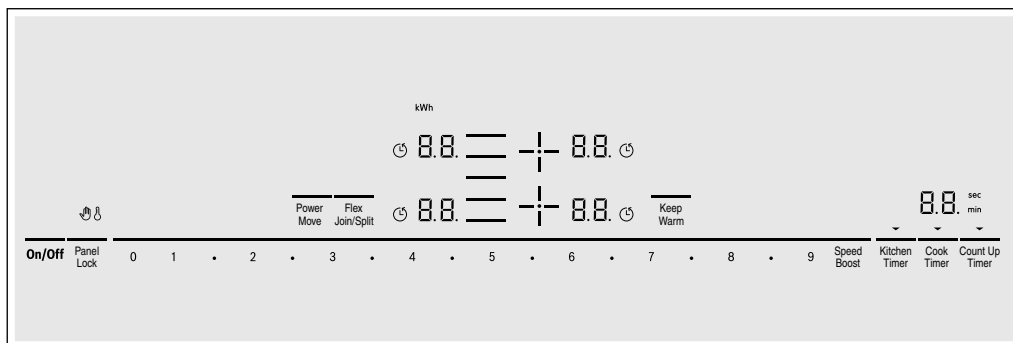 kWh
8.8. 8.8.
8.8. sec
Power Flex 8.8. 8.8. Keep min
Move Join/Split Warm
On/Off Panel 0 1 • 2 • 3 • 4 • 5 • 6 • 7 • 8 • 9 Speed Kitchen Cook Count Up
Lock Boost Timer Timer Timer